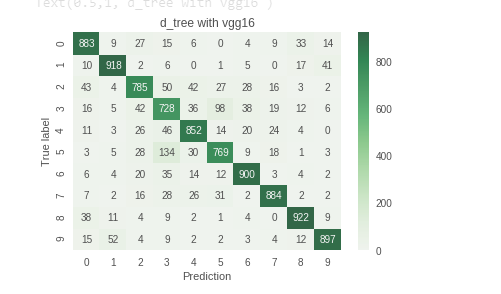 Text(0.5,1,'d_tree with vgg16')
d_tree with vgg16
0 883 9 27 15 6 0 4 9 33 14
1 10 918 2 6 0 1 5 0 17 41
2 43 4 785 50 42 27 28 16 3 2
3 16 5 42 728 36 98 38 19 12 6
4 11 3 26 46 852 14 20 24 4 0
5 3 5 28 134 30 769 9 18 1 3
6 6 4 20 35 14 12 900 3 4 2
7 7 2 16 28 26 31 2 884 2 2
8 38 11 4 9 2 1 4 0 922 9
9 15 52 4 9 2 2 3 4 12 897
0 1 2 3 4 5 6 7 8 9
Prediction
True label
800
600
400
200
0